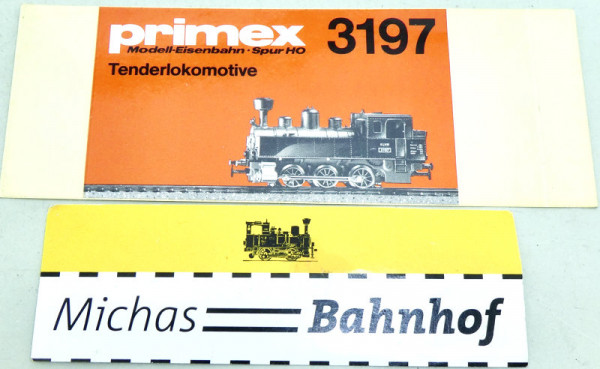 primex 3197
Modell-Eisenbahn · Spur HO
Tenderlokomotive
Michas Bahnhof